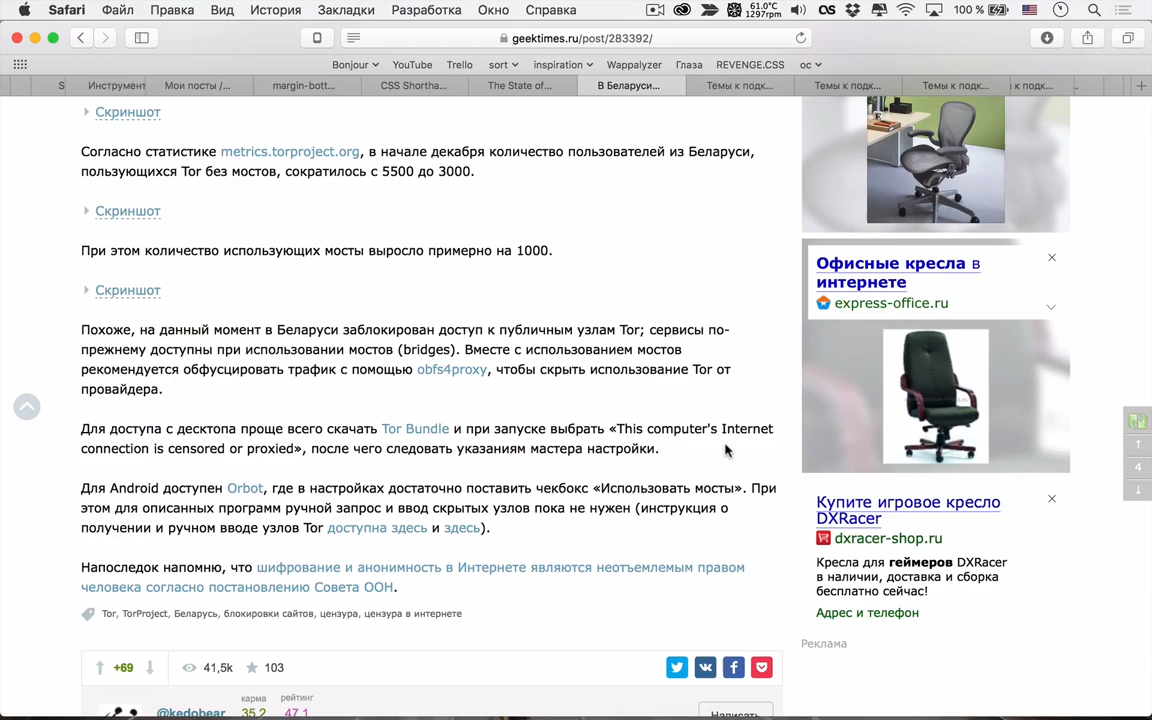 Safari Файл Правка Вид История Закладки Разработка Окно Справка 61.0°C 1297rpm 100 %
geektimes.ru/post/283392/
Bonjour YouTube Trello sort inspiration Wappalyzer Глаза REVENGE.CSS ос
S Инструмент Мои посты /... margin-bott... CSS Shortha... The State of... В Беларуси... Темы к подк... Темы к подк... Темы к подк... к подк...
Скриншот
Согласно статистике metrics.torproject.org, в начале декабря количество пользователей из Беларуси,
пользующихся Tor без мостов, сократилось с 5500 до 3000.
Скриншот
При этом количество использующих мосты выросло примерно на 1000.
Скриншот
Похоже, на данный момент в Беларуси заблокирован доступ к публичным узлам Tor; сервисы по-
прежнему доступны при использовании мостов (bridges). Вместе с использованием мостов
рекомендуется обфусцировать трафик с помощью obfs4proxy, чтобы скрыть использование Tor от
провайдера.
Для доступа с десктопа проще всего скачать Tor Bundle и при запуске выбрать «This computer's Internet
connection is censored or proxied», после чего следовать указаниям мастера настройки.
Для Android доступен Orbot, где в настройках достаточно поставить чекбокс «Использовать мосты». При
этом для описанных программ ручной запрос и ввод скрытых узлов пока не нужен (инструкция о
получении и ручном вводе узлов Tor доступна здесь и здесь).
Напоследок напомню, что шифрование и анонимность в Интернете являются неотъемлемым правом
человека согласно постановлению Совета ООН.
Tor, TorProject, Беларусь, блокировки сайтов, цензура, цензура в интернете
+69 41,5k 103
карма рейтинг
@kedobear 35,2 47,1 Написать
Офисные кресла в
интернете
express-office.ru
Купите игровое кресло
DXRacer
dxracer-shop.ru
Кресла для геймеров DXRacer
в наличии, доставка и сборка
бесплатно сейчас!
Адрес и телефон
Реклама
4